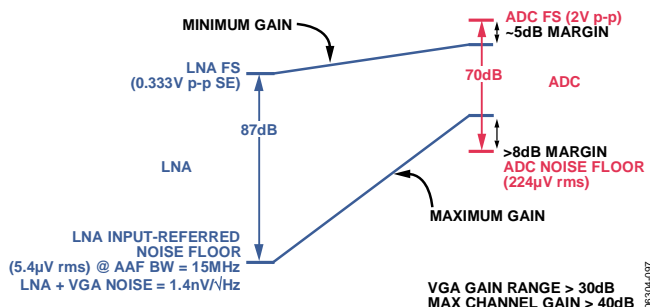 ADC FS (2V p-p)
~5dB MARGIN
MINIMUM GAIN
LNA FS
(0.333V p-p SE)
70dB
ADC
87dB
LNA
>8dB MARGIN
ADC NOISE FLOOR
(224µV rms)
MAXIMUM GAIN
LNA INPUT-REFERRED
NOISE FLOOR
(5.4µV rms) @ AAF BW = 15MHz
LNA + VGA NOISE = 1.4nV/√Hz
VGA GAIN RANGE > 30dB
MAX CHANNEL GAIN > 40dB
06304-097